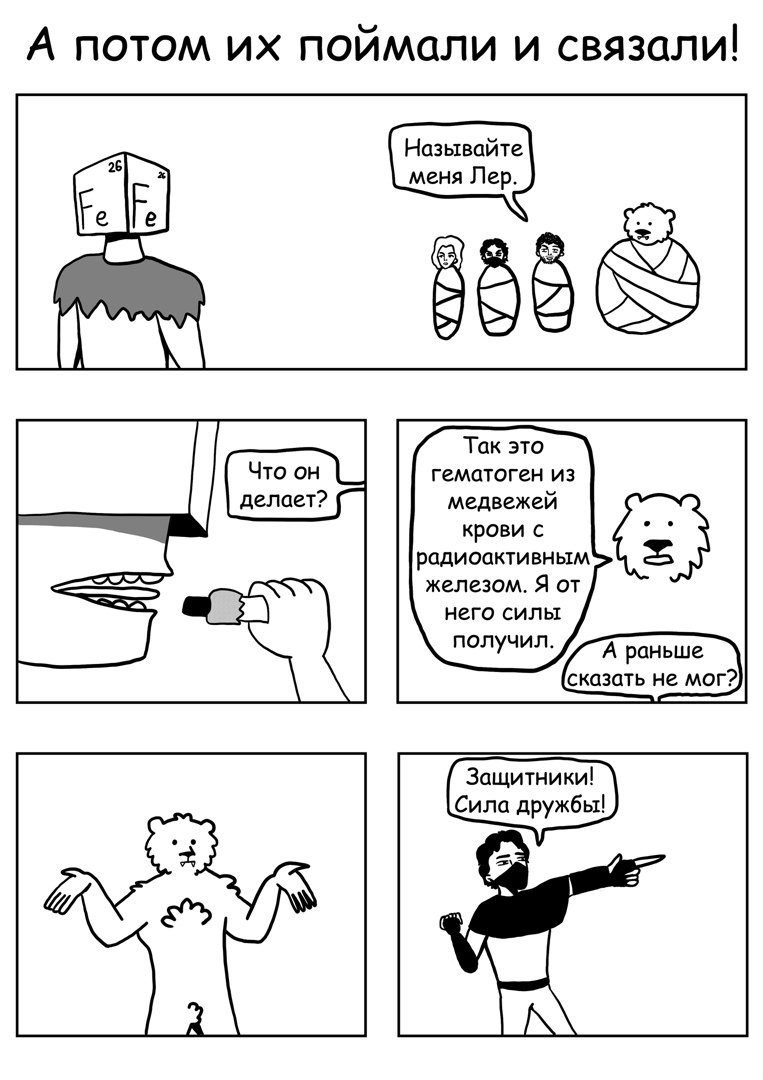 А потом их поймали и связали!
26
Fe
26
Fe
Называйте
меня Лер.
Что он
делает?
Так это
гематоген из
медвежей
крови с
радиоактивным
железом. Я от
него силы
получил.
А раньше
сказать не мог?
Защитники!
Сила дружбы!